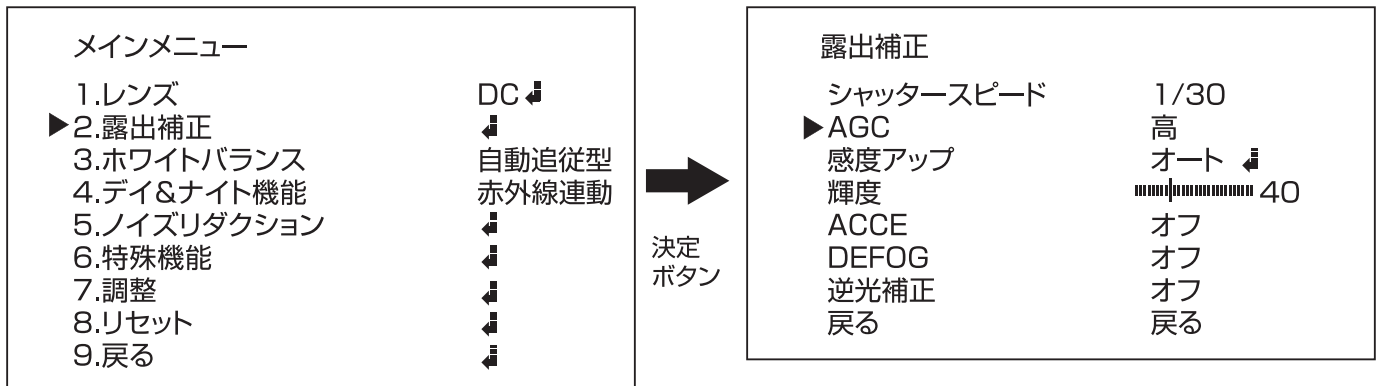 メインメニュー
1.レンズ DC
▶2.露出補正
3.ホワイトバランス 自動追従型
4.デイ&ナイト機能 赤外線連動
5.ノイズリダクション
6.特殊機能
7.調整
8.リセット
9.戻る
決定
ボタン
露出補正
シャッタースピード 1/30
▶AGC 高
感度アップ オート
輝度 40
ACCE オフ
DEFOG オフ
逆光補正 オフ
戻る 戻る